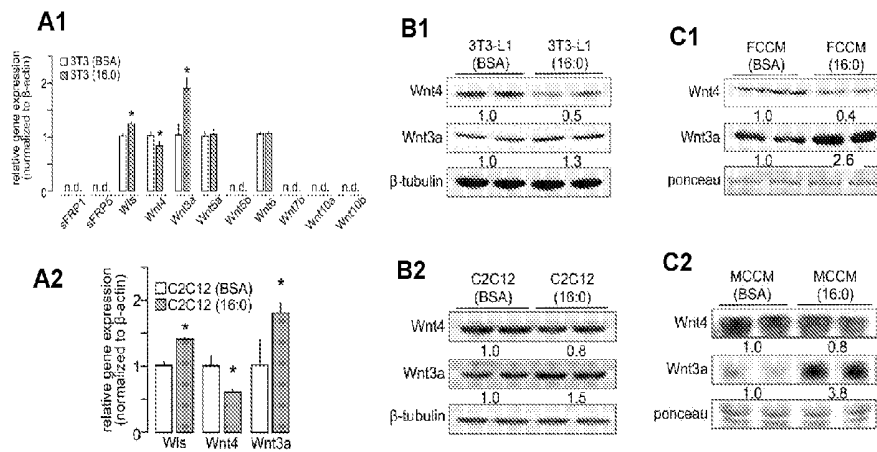 A1
3T3 (BSA)
3T3 (16:0)
relative gene expression
(normalized to β-actin)
2
1
0
n.d. n.d. * * * n.d. n.d. n.d. n.d.
sFRP1 sFRP5 Wls Wnt4 Wnt3a Wnt5a Wnt5b Wnt6 Wnt7b Wnt10a Wnt10b
B1
3T3-L1 3T3-L1
(BSA) (16:0)
Wnt4
1.0 0.5
Wnt3a
1.0 1.3
β-tubulin
C1
FCCM FCCM
(BSA) (16:0)
Wnt4
1.0 0.4
Wnt3a
1.0 2.6
ponceau
A2
C2C12 (BSA)
C2C12 (16:0)
relative gene expression
(normalized to β-actin)
2
1
0
* * *
Wls Wnt4 Wnt3a
B2
C2C12 C2C12
(BSA) (16:0)
Wnt4
1.0 0.8
Wnt3a
1.0 1.5
β-tubulin
C2
MCCM MCCM
(BSA) (16:0)
Wnt4
1.0 0.8
Wnt3a
1.0 3.8
ponceau